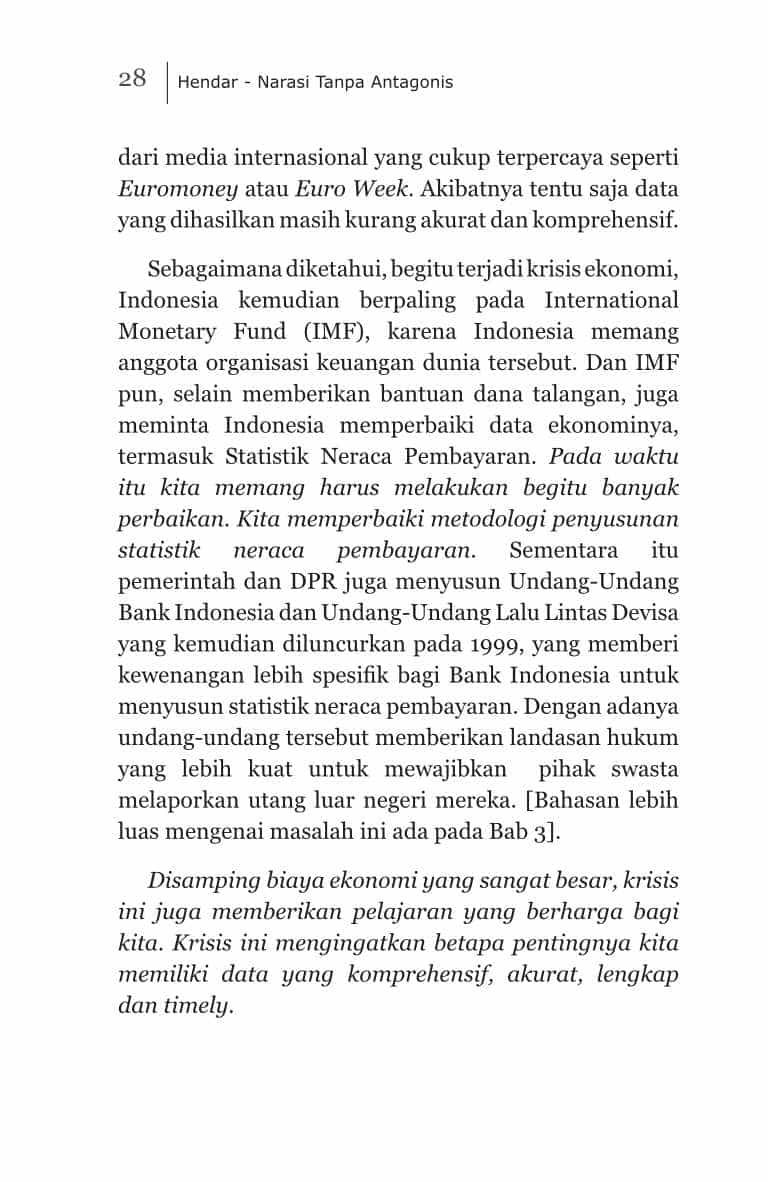 28
Hendar - Narasi Tanpa Antagonis
dari media internasional yang cukup terpercaya seperti
Euromoney atau Euro Week. Akibatnya tentu saja data
yang dihasilkan masih kurang akurat dan komprehensif.
Sebagaimana diketahui, begitu terjadi krisis ekonomi,
Indonesia kemudian berpaling pada International
Monetary Fund (IMF), karena Indonesia memang
anggota organisasi keuangan dunia tersebut. Dan IMF
pun, selain memberikan bantuan dana talangan, juga
meminta Indonesia memperbaiki data ekonominya,
termasuk Statistik Neraca Pembayaran. Pada waktu
itu kita memang harus melakukan begitu banyak
perbaikan. Kita memperbaiki metodologi penyusunan
statistik neraca pembayaran. Sementara itu
pemerintah dan DPR juga menyusun Undang-Undang
Bank Indonesia dan Undang-Undang Lalu Lintas Devisa
yang kemudian diluncurkan pada 1999, yang memberi
kewenangan lebih spesifik bagi Bank Indonesia untuk
menyusun statistik neraca pembayaran. Dengan adanya
undang-undang tersebut memberikan landasan hukum
yang lebih kuat untuk mewajibkan pihak swasta
melaporkan utang luar negeri mereka. [Bahasan lebih
luas mengenai masalah ini ada pada Bab 3].
Disamping biaya ekonomi yang sangat besar, krisis
ini juga memberikan pelajaran yang berharga bagi
kita. Krisis ini mengingatkan betapa pentingnya kita
memiliki data yang komprehensif, akurat, lengkap
dan timely.